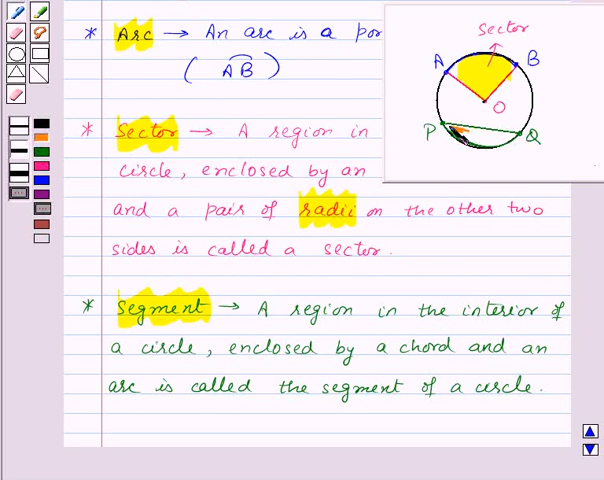 * Arc → An arc is a por
( AB )
* Sector → A region in
circle, enclosed by an
and a pair of radii on the other two
sides is called a sector.
* Segment → A region in the interior of
a circle, enclosed by a chord and an
arc is called the segment of a circle.
Sector
A
B
O
P
Q